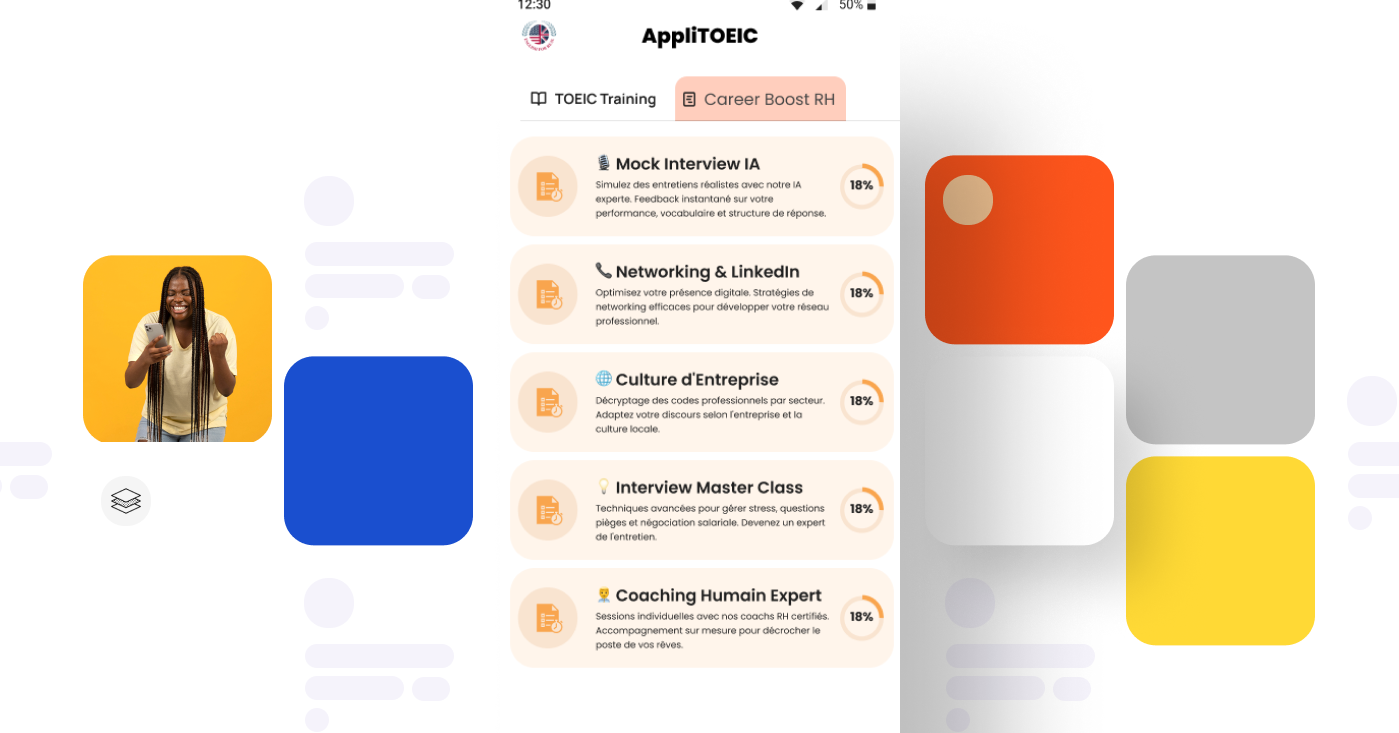 12:30
50%
AppliTOEIC
TOEIC Training
Career Boost RH
Mock Interview IA
Simulez des entretiens réalistes avec notre IA
experte. Feedback instantané sur votre
performance, vocabulaire et structure de réponse.
18%
Networking & LinkedIn
Optimisez votre présence digitale. Stratégies de
networking efficaces pour développer votre réseau
professionnel.
18%
Culture d'Entreprise
Décryptage des codes professionnels par secteur.
Adaptez votre discours selon l'entreprise et la
culture locale.
18%
Interview Master Class
Techniques avancées pour gérer stress, questions
pièges et négociation salariale. Devenez un expert
de l'entretien.
18%
Coaching Humain Expert
Sessions individuelles avec nos coachs RH certifiés.
Accompagnement sur mesure pour décrocher le
poste de vos rêves.
18%